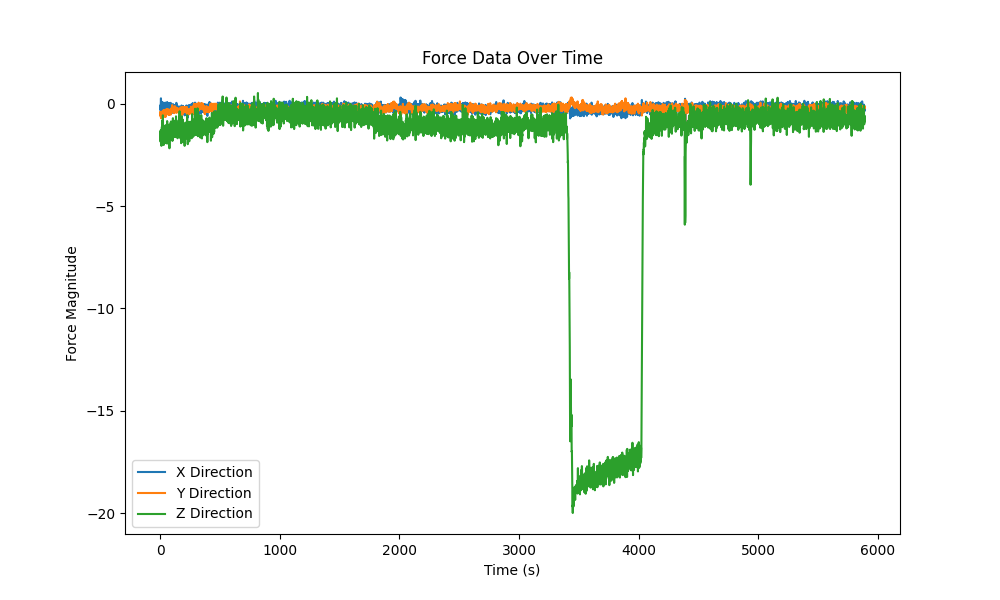 Force Data Over Time
Force Magnitude
0
−5
−10
−15
−20
X Direction
Y Direction
Z Direction
0 1000 2000 3000 4000 5000 6000
Time (s)